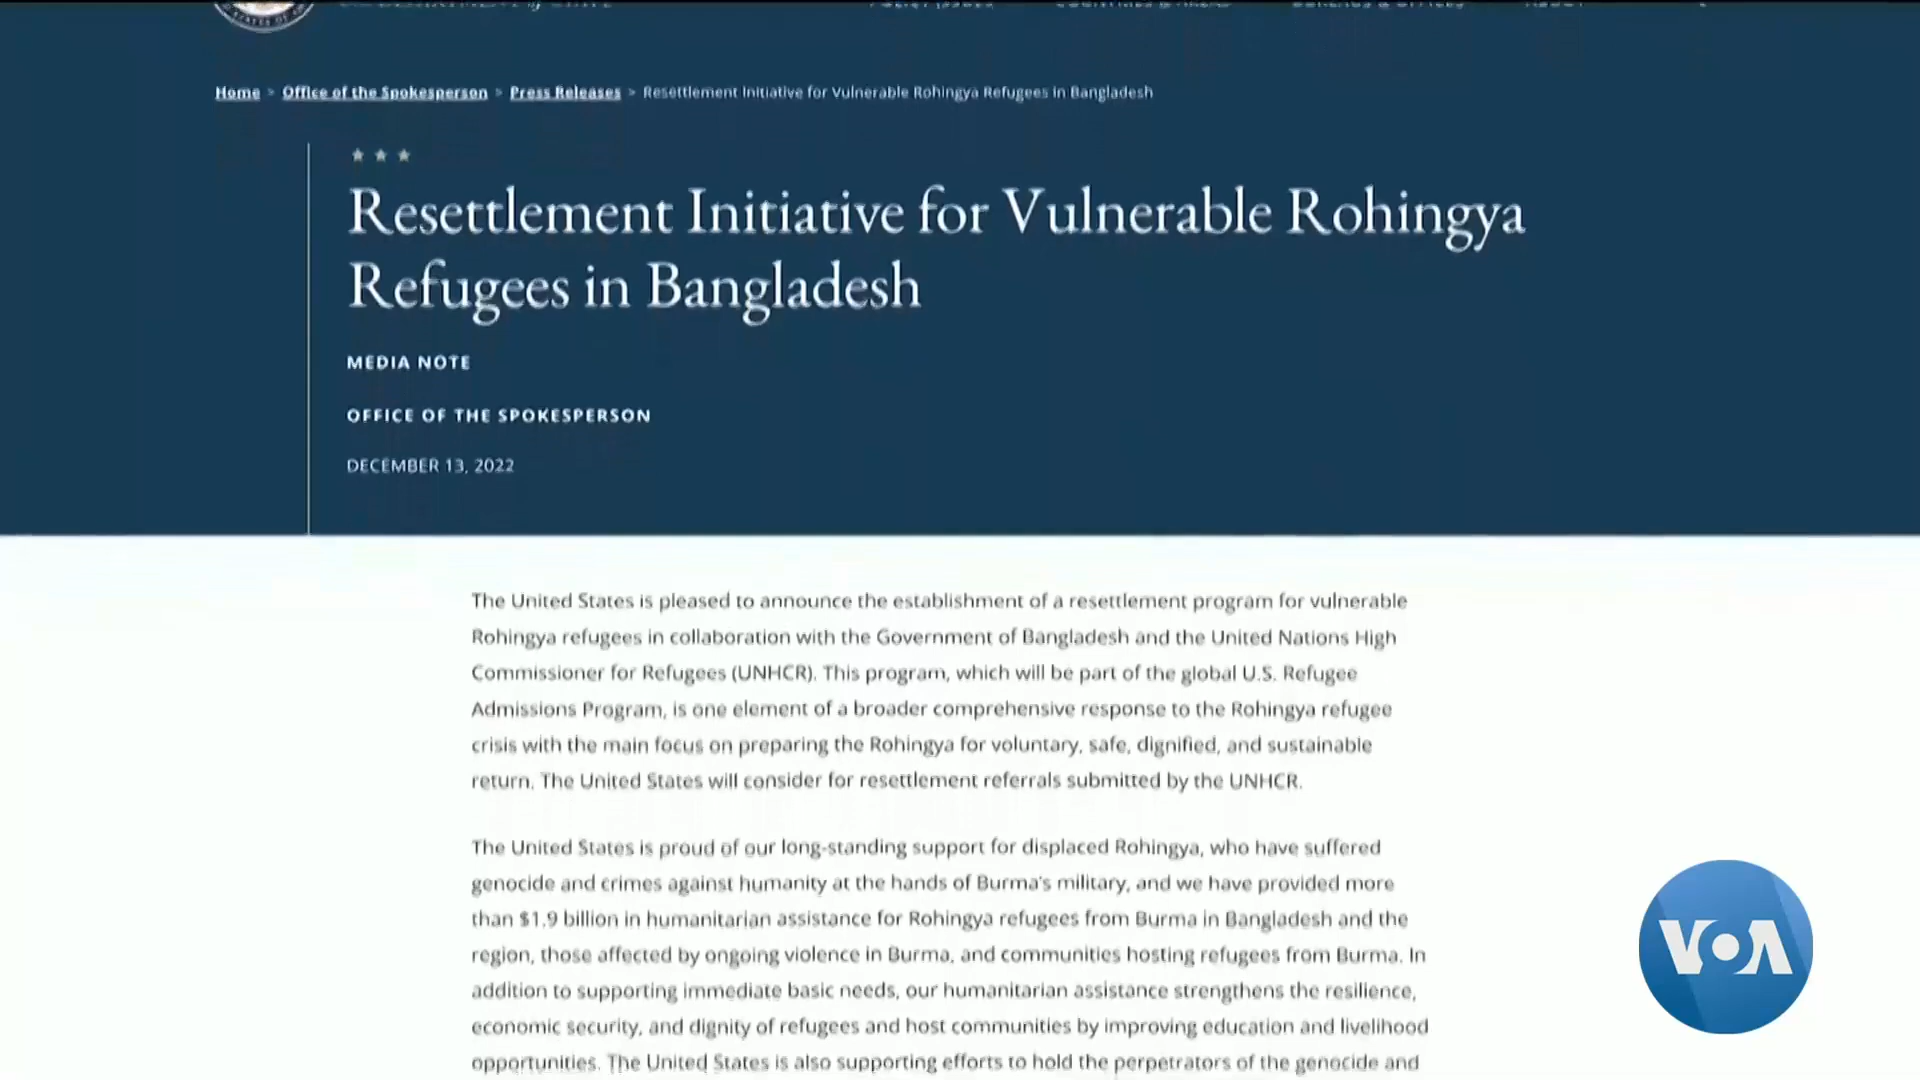 Home > Office of the Spokesperson > Press Releases > Resettlement Initiative for Vulnerable Rohingya Refugees in Bangladesh
Resettlement Initiative for Vulnerable Rohingya
Refugees in Bangladesh
MEDIA NOTE
OFFICE OF THE SPOKESPERSON
DECEMBER 13, 2022
The United States is pleased to announce the establishment of a resettlement program for vulnerable
Rohingya refugees in collaboration with the Government of Bangladesh and the United Nations High
Commissioner for Refugees (UNHCR). This program, which will be part of the global U.S. Refugee
Admissions Program, is one element of a broader comprehensive response to the Rohingya refugee
crisis with the main focus on preparing the Rohingya for voluntary, safe, dignified, and sustainable
return. The United States will consider for resettlement referrals submitted by the UNHCR.
The United States is proud of our long-standing support for displaced Rohingya, who have suffered
genocide and crimes against humanity at the hands of Burma's military, and we have provided more
than $1.9 billion in humanitarian assistance for Rohingya refugees from Burma in Bangladesh and the
region, those affected by ongoing violence in Burma, and communities hosting refugees from Burma. In
addition to supporting immediate basic needs, our humanitarian assistance strengthens the resilience,
economic security, and dignity of refugees and host communities by improving education and livelihood
opportunities. The United States is also supporting efforts to hold the perpetrators of the genocide and
VOA